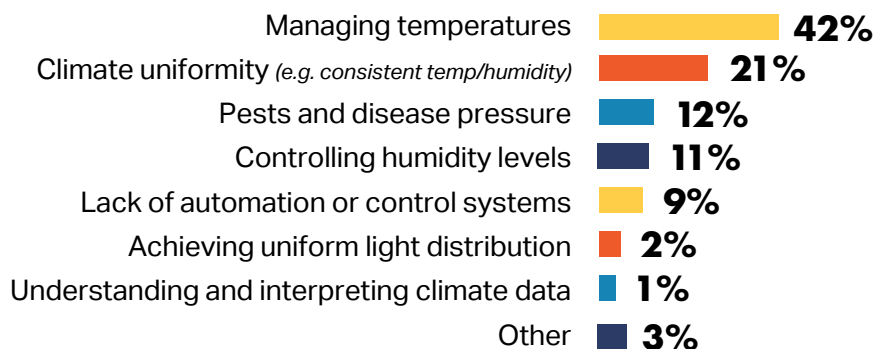 Managing temperatures 42%
Climate uniformity (e.g. consistent temp/humidity) 21%
Pests and disease pressure 12%
Controlling humidity levels 11%
Lack of automation or control systems 9%
Achieving uniform light distribution 2%
Understanding and interpreting climate data 1%
Other 3%